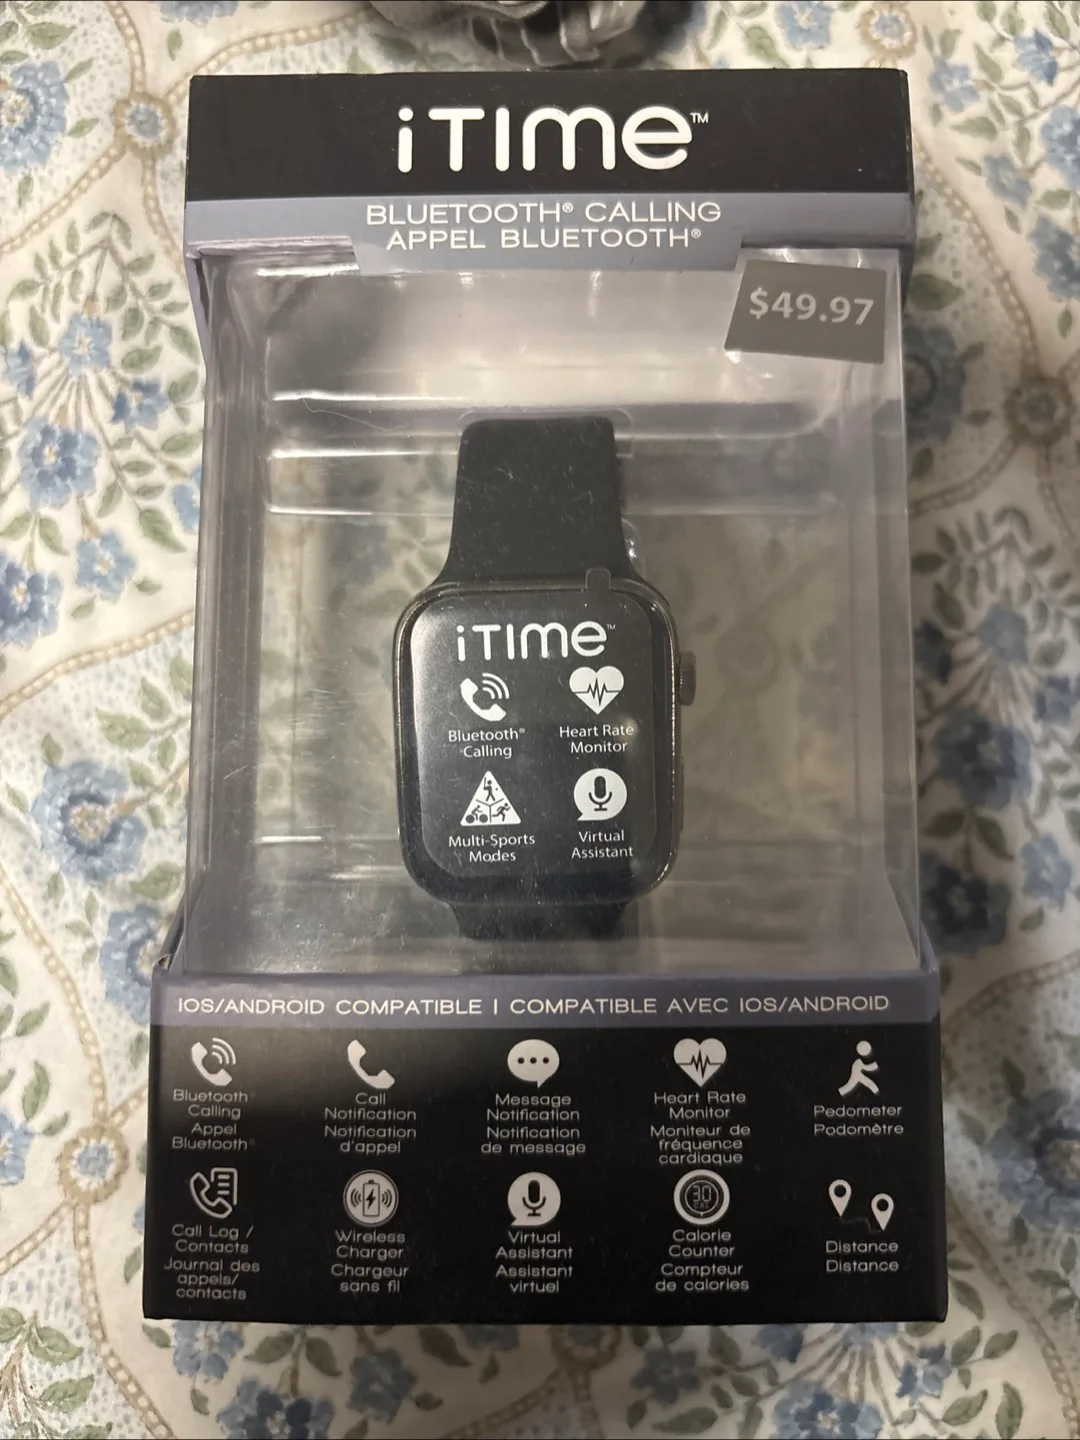 iTIME™
BLUETOOTH® CALLING
APPEL BLUETOOTH®
$49.97
iTIME™
Bluetooth®
Calling
Heart Rate
Monitor
Multi-Sports
Modes
Virtual
Assistant
IOS/ANDROID COMPATIBLE | COMPATIBLE AVEC IOS/ANDROID
Bluetooth®
Calling
Appel
Bluetooth®
Call
Notification
Notification
d'appel
Message
Notification
Notification
de message
Heart Rate
Monitor
Moniteur de
fréquence
cardiaque
Pedometer
Podomètre
Call Log /
Contacts
Journal des
appels/
contacts
Wireless
Charger
Chargeur
sans fil
Virtual
Assistant
Assistant
virtuel
30
CAL
Calorie
Counter
Compteur
de calories
Distance
Distance